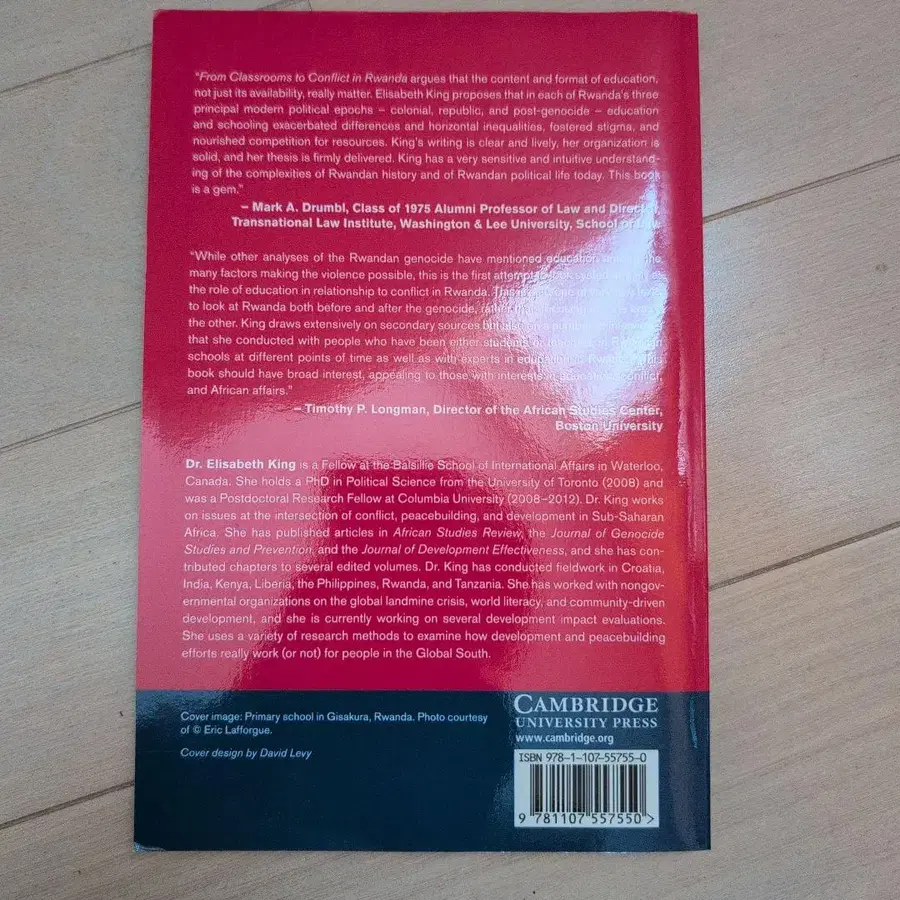 "From Classrooms to Conflict in Rwanda argues that the content and format of education,
not just its availability, really matter. Elisabeth King proposes that in each of Rwanda's three
principal modern political epochs – colonial, republic, and post-genocide – education
and schooling exacerbated differences and horizontal inequalities, fostered stigma, and
nourished competition for resources. King's writing is clear and lively, her organization is
solid, and her thesis is firmly delivered. King has a very sensitive and intuitive understand-
ing of the complexities of Rwandan history and of Rwandan political life today. This book
is a gem."
– Mark A. Drumbl, Class of 1975 Alumni Professor of Law and Director,
Transnational Law Institute, Washington & Lee University, School of Law
"While other analyses of the Rwandan genocide have mentioned education
many factors making the violence possible, this is the first attempt to look
the role of education in relationship to conflict in Rwanda.
to look at Rwanda both before and after the genocide,
the other. King draws extensively on secondary sources but
that she conducted with people who have been either students or
schools at different points of time as well as with experts in education in
book should have broad interest, appealing to those with interests in education, conflict
and African affairs."
– Timothy P. Longman, Director of the African Studies Center,
Boston University
Dr. Elisabeth King is a Fellow at the Balsillie School of International Affairs in Waterloo,
Canada. She holds a PhD in Political Science from the University of Toronto (2008) and
was a Postdoctoral Research Fellow at Columbia University (2008–2012). Dr. King works
on issues at the intersection of conflict, peacebuilding, and development in Sub-Saharan
Africa. She has published articles in African Studies Review, the Journal of Genocide
Studies and Prevention, and the Journal of Development Effectiveness, and she has con-
tributed chapters to several edited volumes. Dr. King has conducted fieldwork in Croatia,
India, Kenya, Liberia, the Philippines, Rwanda, and Tanzania. She has worked with nongov-
ernmental organizations on the global landmine crisis, world literacy, and community-driven
development, and she is currently working on several development impact evaluations.
She uses a variety of research methods to examine how development and peacebuilding
efforts really work (or not) for people in the Global South.
Cover image: Primary school in Gisakura, Rwanda. Photo courtesy
of © Eric Lafforgue.
Cover design by David Levy
CAMBRIDGE
UNIVERSITY PRESS
www.cambridge.org
ISBN 978-1-107-55755-0
9 781107 557550 >